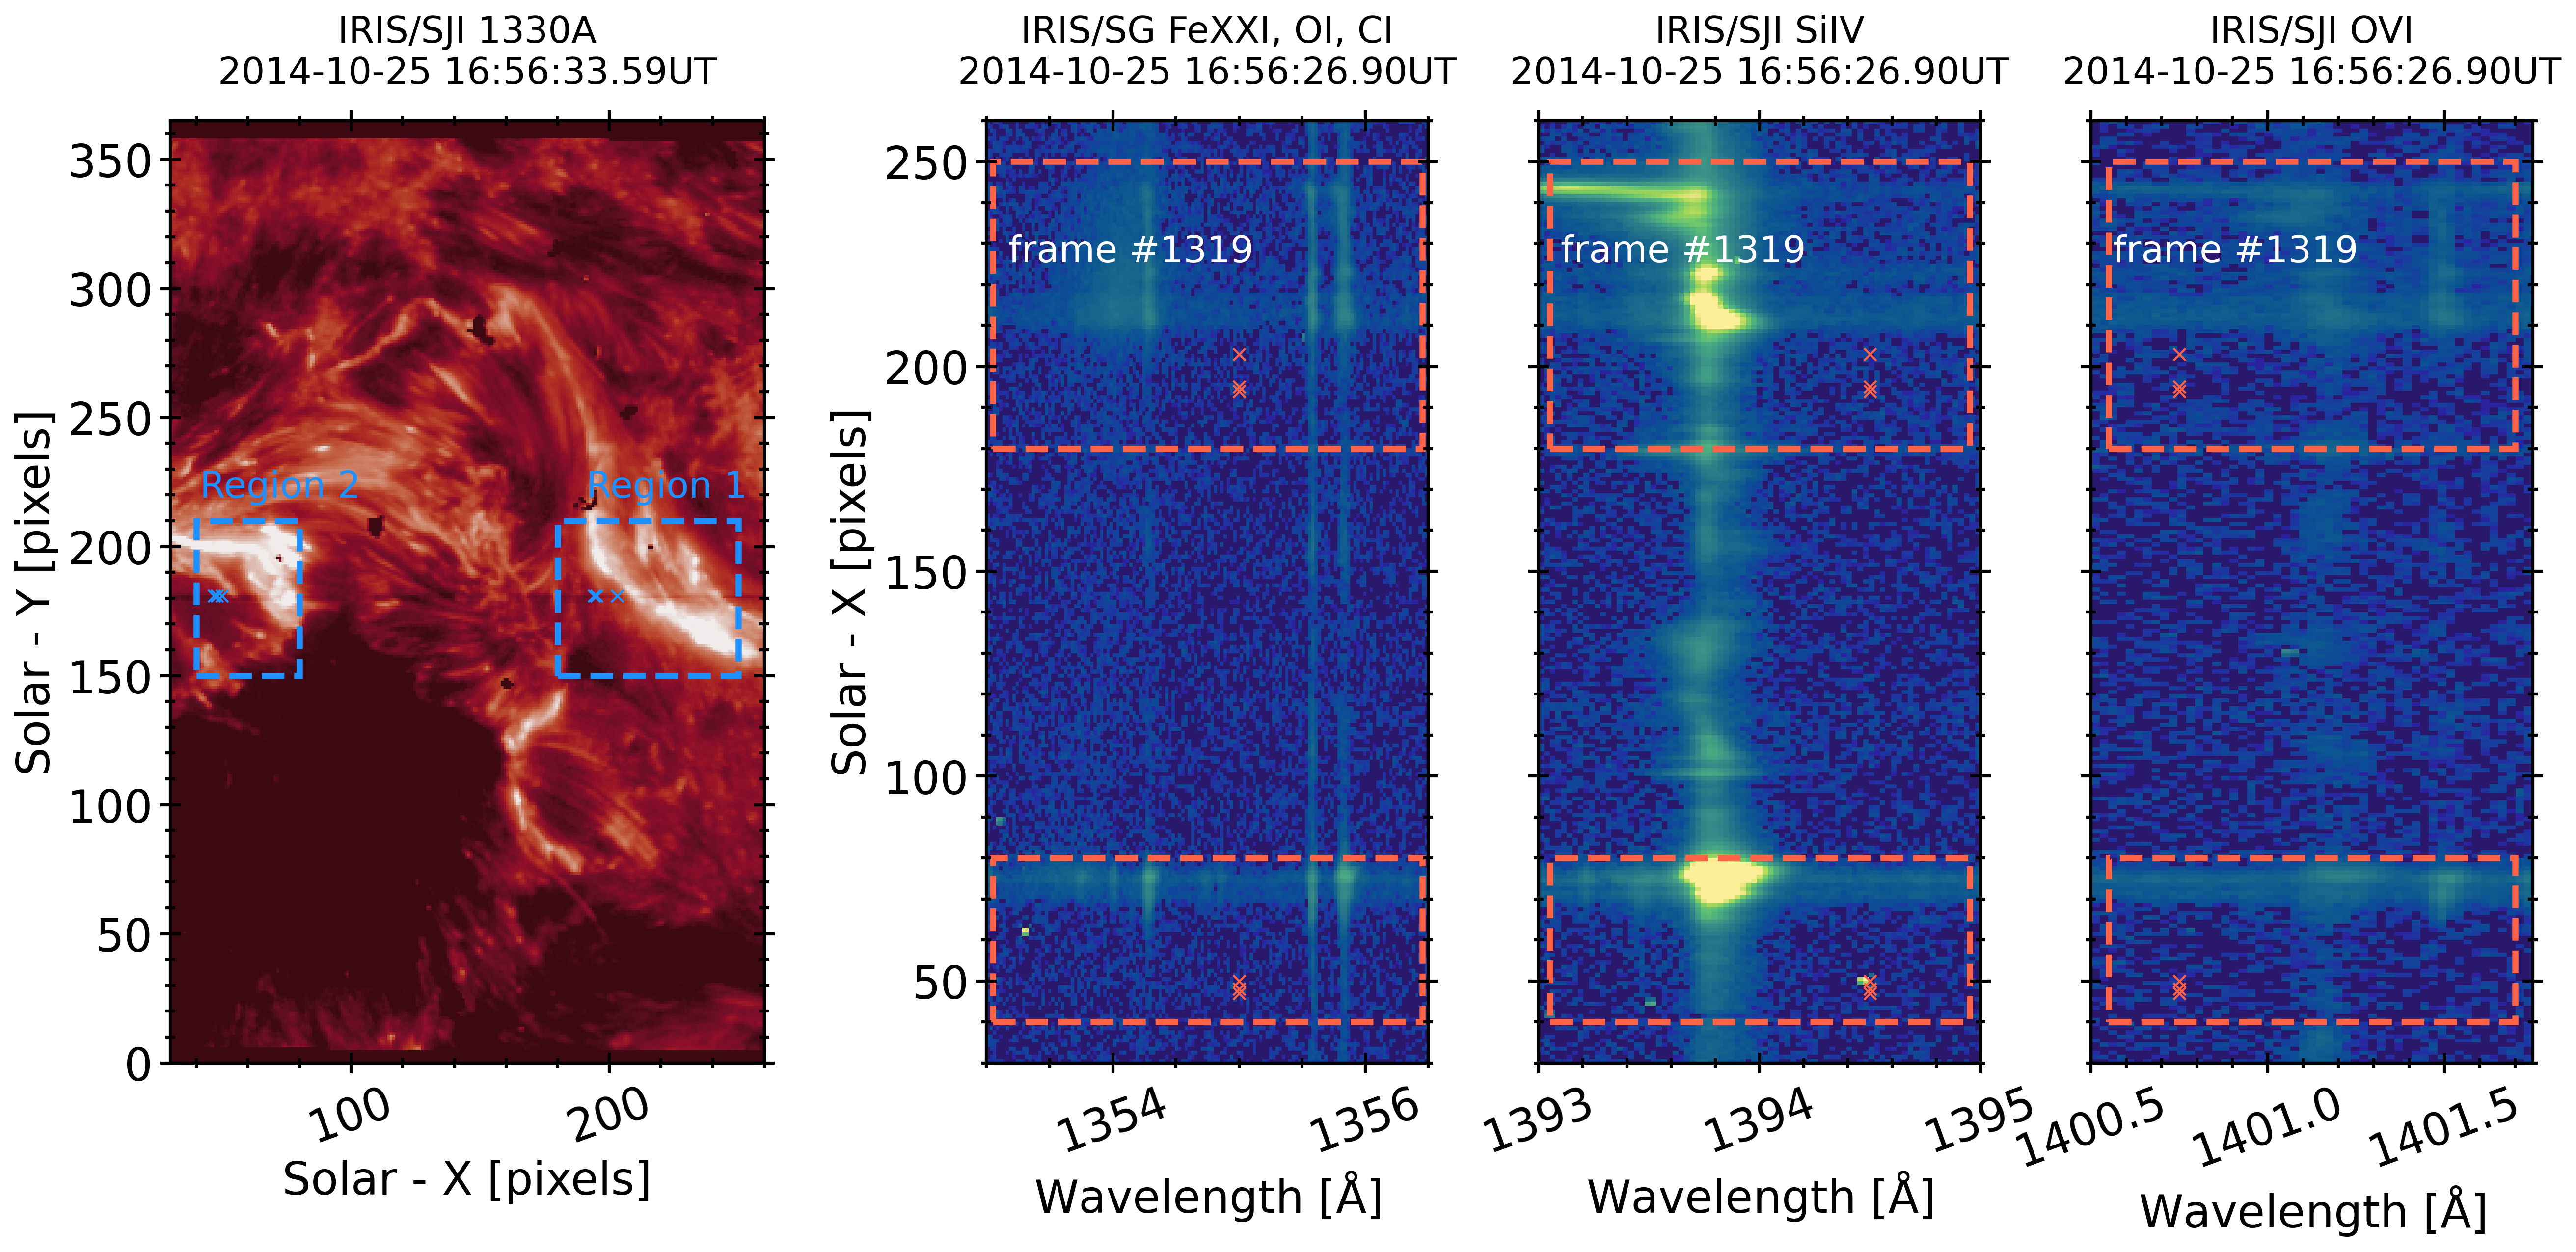 IRIS/SJI 1330A
2014-10-25 16:56:33.59UT
350
300
250
200
150
100
50
0
Solar - Y [pixels]
Region 2
Region 1
100
200
Solar - X [pixels]
IRIS/SG FeXXI, OI, CI
2014-10-25 16:56:26.90UT
250
200
150
100
50
Solar - X [pixels]
frame #1319
1354
1356
Wavelength [Å]
IRIS/SJI SiIV
2014-10-25 16:56:26.90UT
frame #1319
1393
1394
1395
Wavelength [Å]
IRIS/SJI OVI
2014-10-25 16:56:26.90UT
frame #1319
1400.5
1401.0
1401.5
Wavelength [Å]